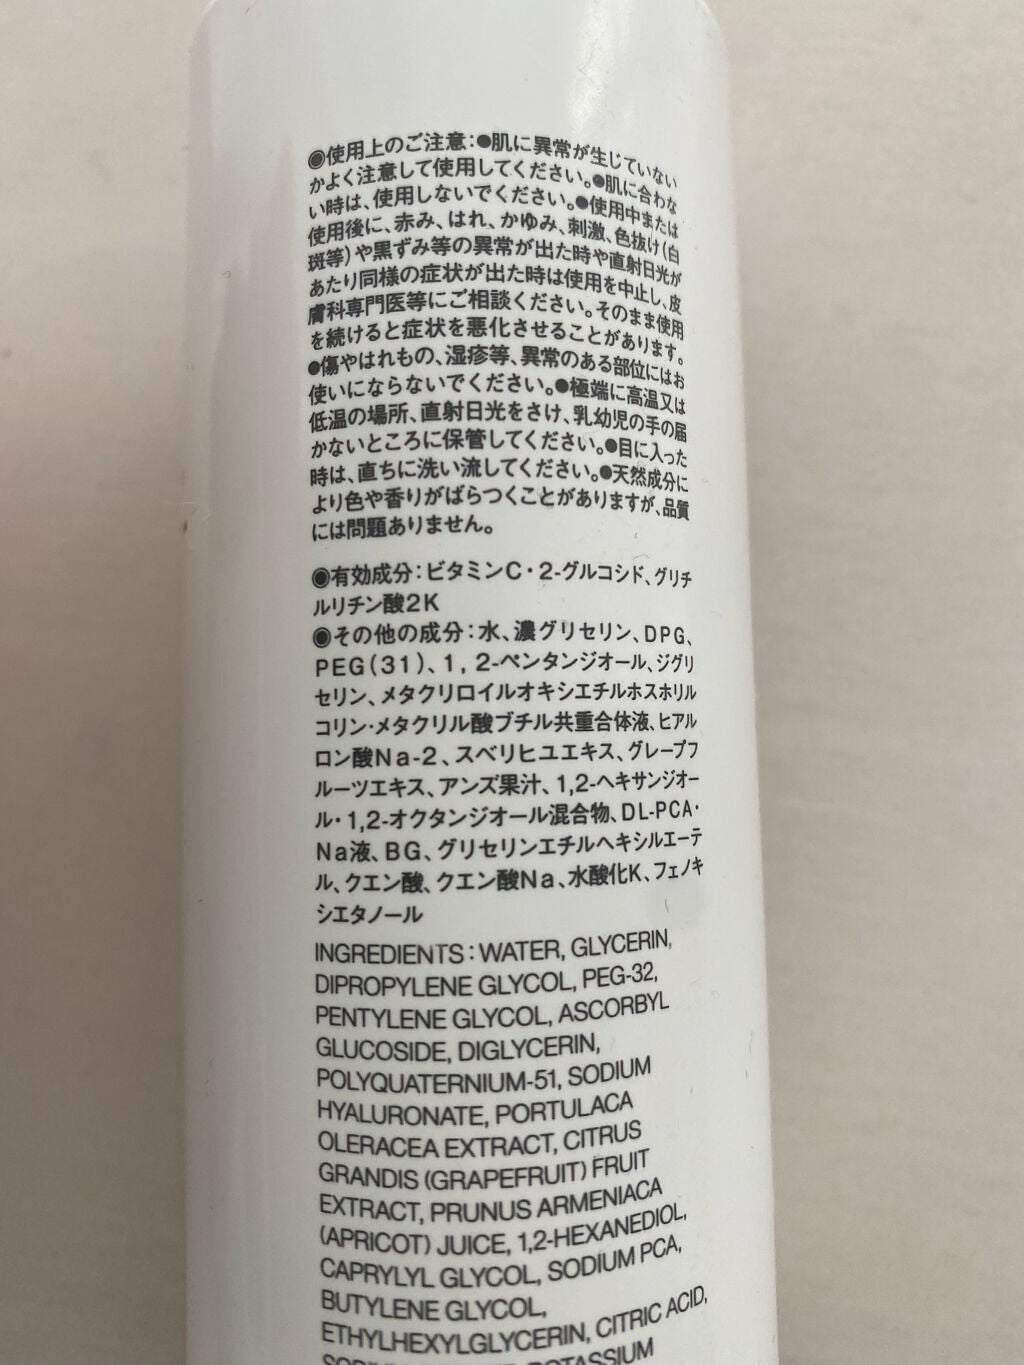 ◉使用上のご注意:●肌に異常が生じていない
かよく注意して使用してください。●肌に合わな
い時は、使用しないでください。●使用中または
使用後に、赤み、はれ、かゆみ、刺激、色抜け(白
斑等)や黒ずみ等の異常が出た時や直射日光が
あたり同様の症状が出た時は使用を中止し、皮
膚科専門医等にご相談ください。そのまま使用
を続けると症状を悪化させることがあります。
●傷やはれもの、湿疹等、異常のある部位にはお
使いにならないでください。●極端に高温又は
低温の場所、直射日光をさけ、乳幼児の手の届
かないところに保管してください。●目に入った
時は、直ちに洗い流してください。●天然成分に
より色や香りがばらつくことがありますが、品質
には問題ありません。
◉有効成分:ビタミンC・2-グルコシド、グリチ
ルリチン酸2K
◉その他の成分:水、濃グリセリン、DPG、
PEG(31)、1,2-ペンタンジオール、ジグリ
セリン、メタクリロイルオキシエチルホスホリル
コリン・メタクリル酸ブチル共重合体液、ヒアル
ロン酸Na-2、スベリヒユエキス、グレープフ
ルーツエキス、アンズ果汁、1,2-ヘキサンジオー
ル・1,2-オクタンジオール混合物、DL-PCA・
Na液、BG、グリセリンエチルヘキシルエーテ
ル、クエン酸、クエン酸Na、水酸化K、フェノキ
シエタノール
INGREDIENTS:WATER, GLYCERIN,
DIPROPYLENE GLYCOL, PEG-32,
PENTYLENE GLYCOL, ASCORBYL
GLUCOSIDE, DIGLYCERIN,
POLYQUATERNIUM-51, SODIUM
HYALURONATE, PORTULACA
OLERACEA EXTRACT, CITRUS
GRANDIS (GRAPEFRUIT) FRUIT
EXTRACT, PRUNUS ARMENIACA
(APRICOT) JUICE, 1,2-HEXANEDIOL,
CAPRYLYL GLYCOL, SODIUM PCA,
BUTYLENE GLYCOL,
ETHYLHEXYLGLYCERIN, CITRIC ACID,
POTASSIUM